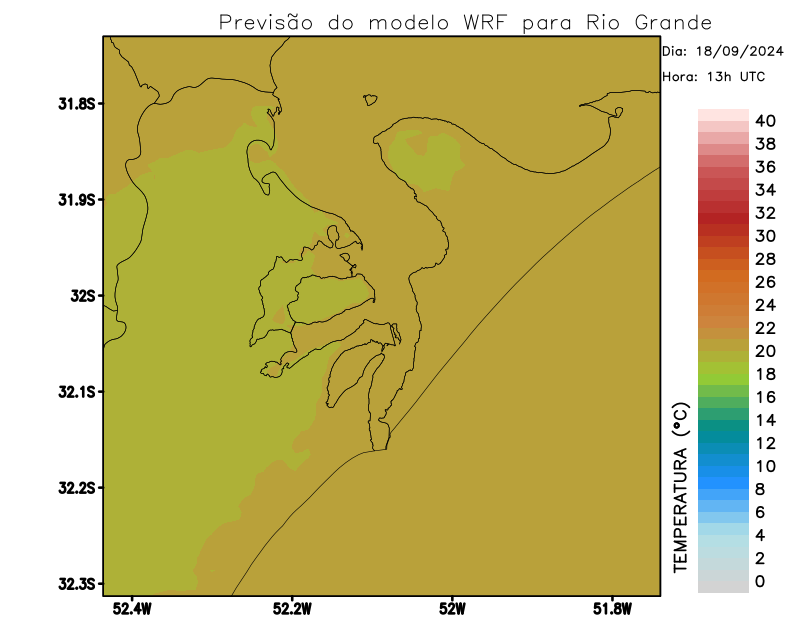 Previsão do modelo WRF para Rio Grande
Dia: 18/09/2024
Hora: 13h UTC
31.8S
31.9S
32S
32.1S
32.2S
32.3S
52.4W
52.2W
52W
51.8W
TEMPERATURA (°C)
40
38
36
34
32
30
28
26
24
22
20
18
16
14
12
10
8
6
4
2
0